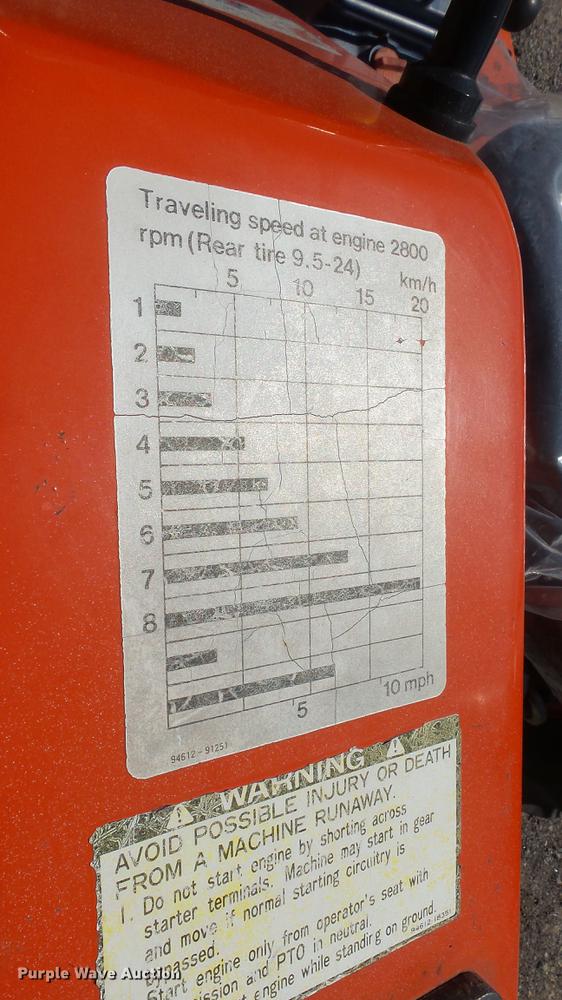 Traveling speed at engine 2800
rpm (Rear tire 9.5-24)
km/h
5 10 15 20
1
2
3
4
5
6
7
8
5 10 mph
94612-91251
WARNING
AVOID POSSIBLE INJURY OR DEATH
FROM A MACHINE RUNAWAY.
1. Do not start engine by shorting across
starter terminals. Machine may start in gear
and move if normal starting circuitry is
bypassed.
Start engine only from operator's seat with
ission and PTO in neutral.
engine while standing on ground.
94612-18351
Purple Wave Auction